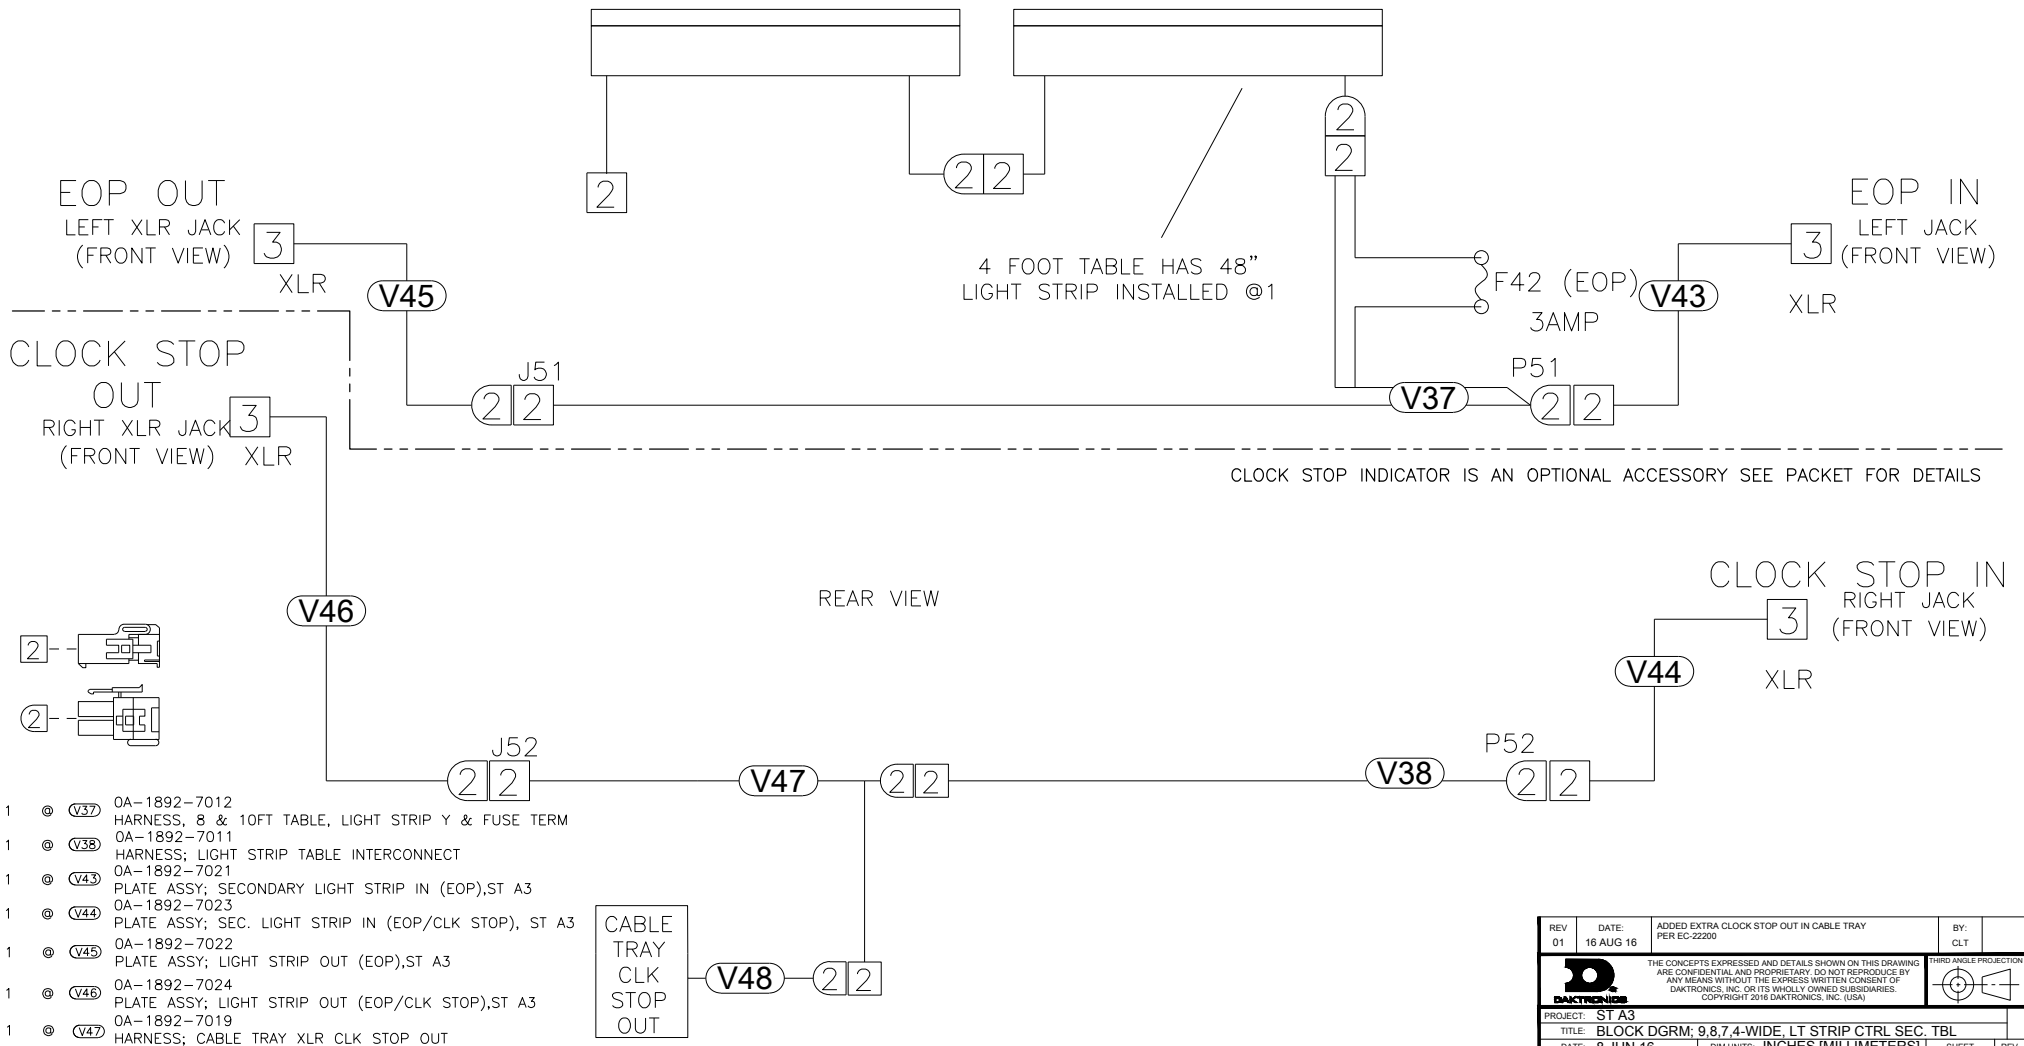 2
2
2
2
2
EOP OUT
LEFT XLR JACK
(FRONT VIEW)
3
XLR
V45
4 FOOT TABLE HAS 48"
LIGHT STRIP INSTALLED @1
F42 (EOP)
3AMP
V43
EOP IN
LEFT JACK
(FRONT VIEW)
3
XLR
J51
2 2
V37
P51
2 2
CLOCK STOP
OUT
RIGHT XLR JACK
(FRONT VIEW)
3
XLR
CLOCK STOP INDICATOR IS AN OPTIONAL ACCESSORY SEE PACKET FOR DETAILS
REAR VIEW
V46
CLOCK STOP IN
RIGHT JACK
(FRONT VIEW)
3
XLR
V44
2
2
J52
2 2
V47
2 2
V38
P52
2 2
CABLE
TRAY
CLK
STOP
OUT
V48
2 2
1 @ V37 0A-1892-7012
HARNESS, 8 & 10FT TABLE, LIGHT STRIP Y & FUSE TERM
1 @ V38 0A-1892-7011
HARNESS; LIGHT STRIP TABLE INTERCONNECT
1 @ V43 0A-1892-7021
PLATE ASSY; SECONDARY LIGHT STRIP IN (EOP),ST A3
1 @ V44 0A-1892-7023
PLATE ASSY; SEC. LIGHT STRIP IN (EOP/CLK STOP), ST A3
1 @ V45 0A-1892-7022
PLATE ASSY; LIGHT STRIP OUT (EOP),ST A3
1 @ V46 0A-1892-7024
PLATE ASSY; LIGHT STRIP OUT (EOP/CLK STOP),ST A3
1 @ V47 0A-1892-7019
HARNESS; CABLE TRAY XLR CLK STOP OUT
REV
01
DATE:
16 AUG 16
ADDED EXTRA CLOCK STOP OUT IN CABLE TRAY
PER EC-22200
BY:
CLT
DAKTRONICS
THE CONCEPTS EXPRESSED AND DETAILS SHOWN ON THIS DRAWING
ARE CONFIDENTIAL AND PROPRIETARY. DO NOT REPRODUCE BY
ANY MEANS WITHOUT THE EXPRESS WRITTEN CONSENT OF
DAKTRONICS, INC. OR ITS WHOLLY OWNED SUBSIDIARIES.
COPYRIGHT 2016 DAKTRONICS, INC. (USA)
THIRD ANGLE PROJECTION
PROJECT: ST A3
TITLE: BLOCK DGRM; 9,8,7,4-WIDE, LT STRIP CTRL SEC. TBL
DATE: 8 JUN 16
DIM UNITS: INCHES [MILLIMETERS]
SHEET
REV